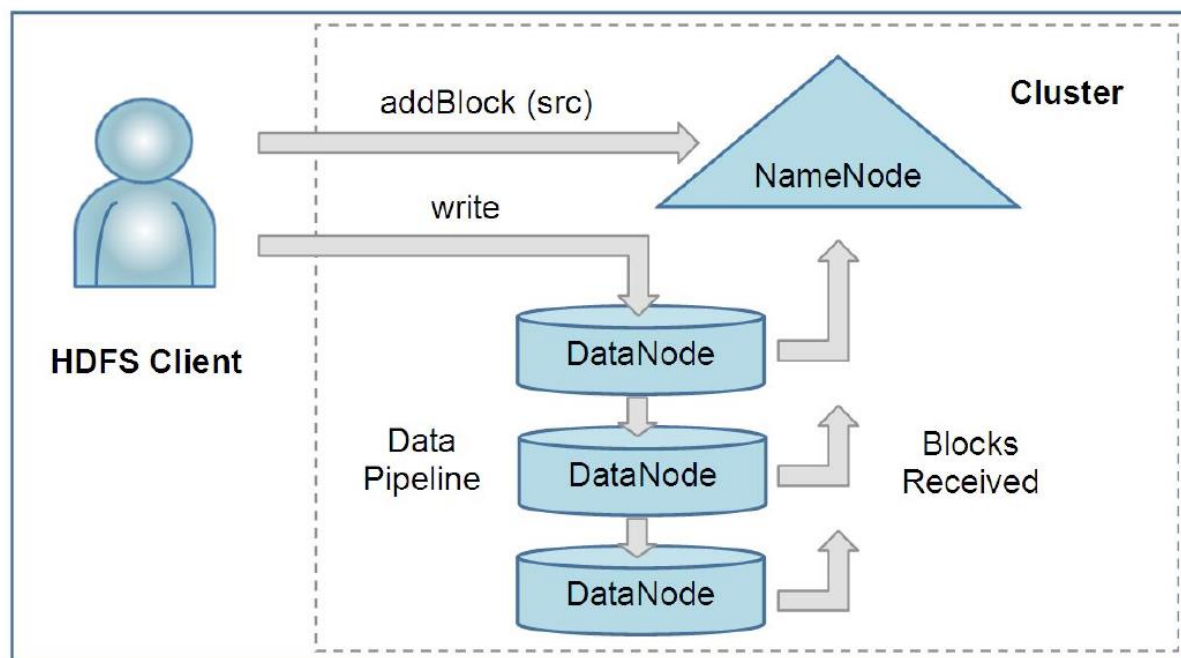 addBlock (src)
Cluster
NameNode
write
HDFS Client
DataNode
Data
Pipeline
DataNode
Blocks
Received
DataNode